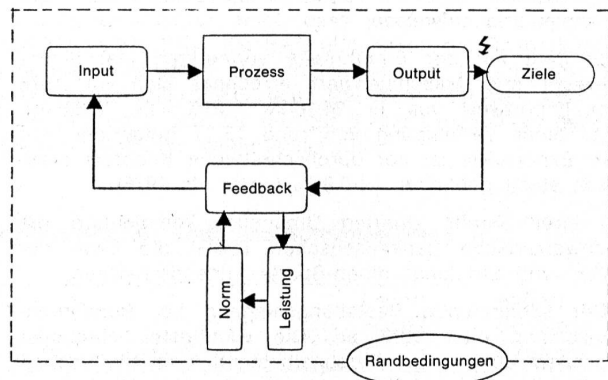 Input
Prozess
Output
Ziele
Feedback
Norm
Leistung
Randbedingungen